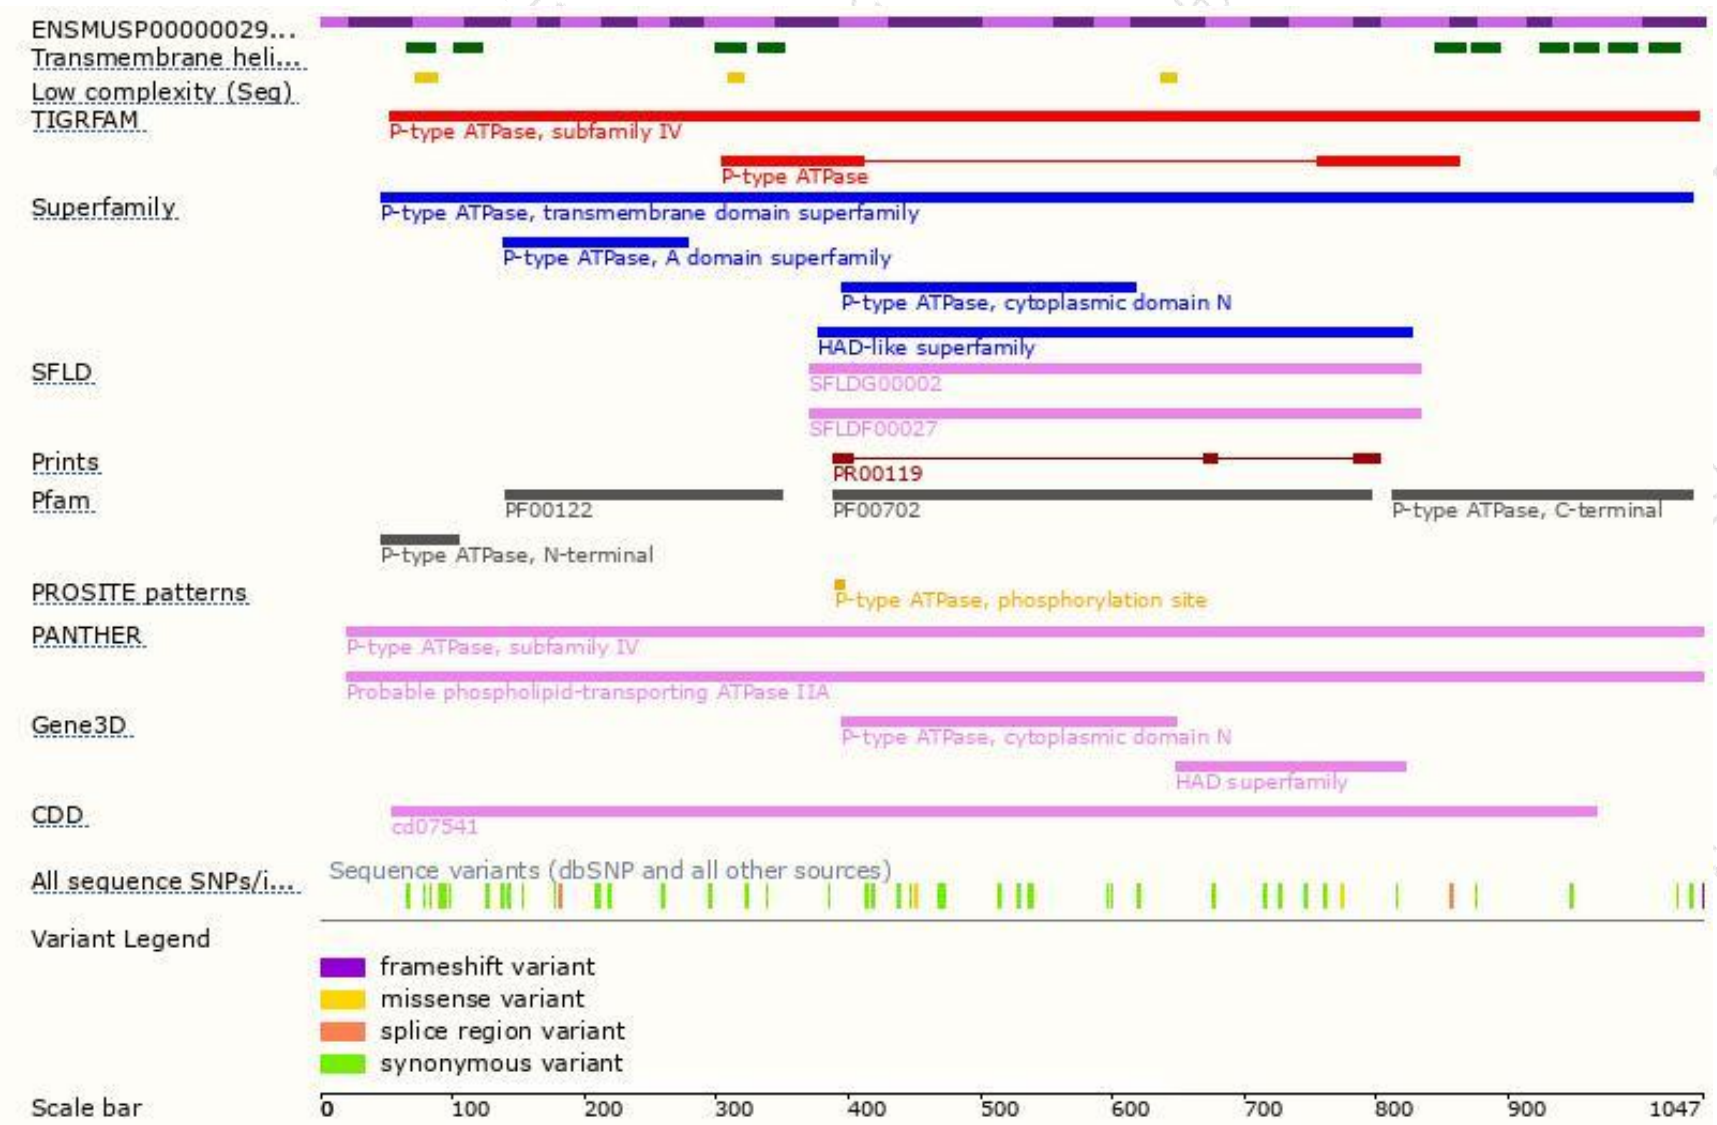 ENSMUSP00000029...
Transmembrane heli...
Low complexity (Seg)
TIGRFAM
P-type ATPase, subfamily IV
P-type ATPase
Superfamily
P-type ATPase, transmembrane domain superfamily
P-type ATPase, A domain superfamily
P-type ATPase, cytoplasmic domain N
HAD-like superfamily
SFLD
SFLDG00002
SFLDF00027
Prints
PR00119
Pfam
PF00122 PF00702 P-type ATPase, C-terminal
P-type ATPase, N-terminal
PROSITE patterns
P-type ATPase, phosphorylation site
PANTHER
P-type ATPase, subfamily IV
Probable phospholipid-transporting ATPase IIA
Gene3D
P-type ATPase, cytoplasmic domain N
HAD superfamily
CDD
cd07541
Sequence variants (dbSNP and all other sources)
All sequence SNPs/i...
Variant Legend
frameshift variant
missense variant
splice region variant
synonymous variant
Scale bar 0 100 200 300 400 500 600 700 800 900 1047